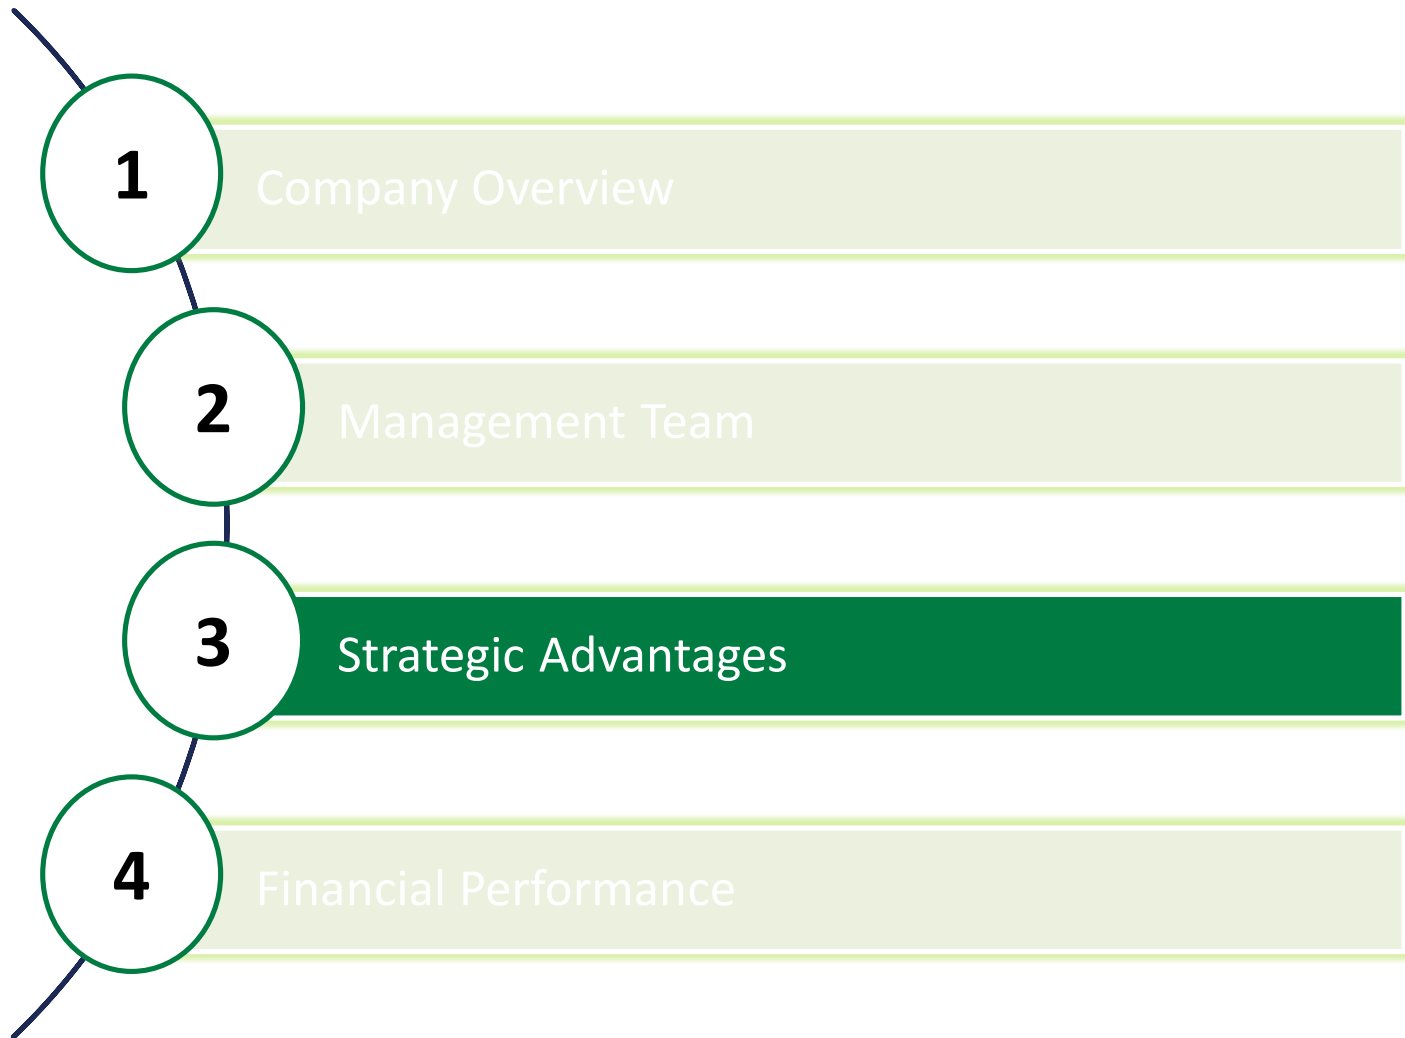 1
Company Overview
2
Management Team
3
Strategic Advantages
4
Financial Performance